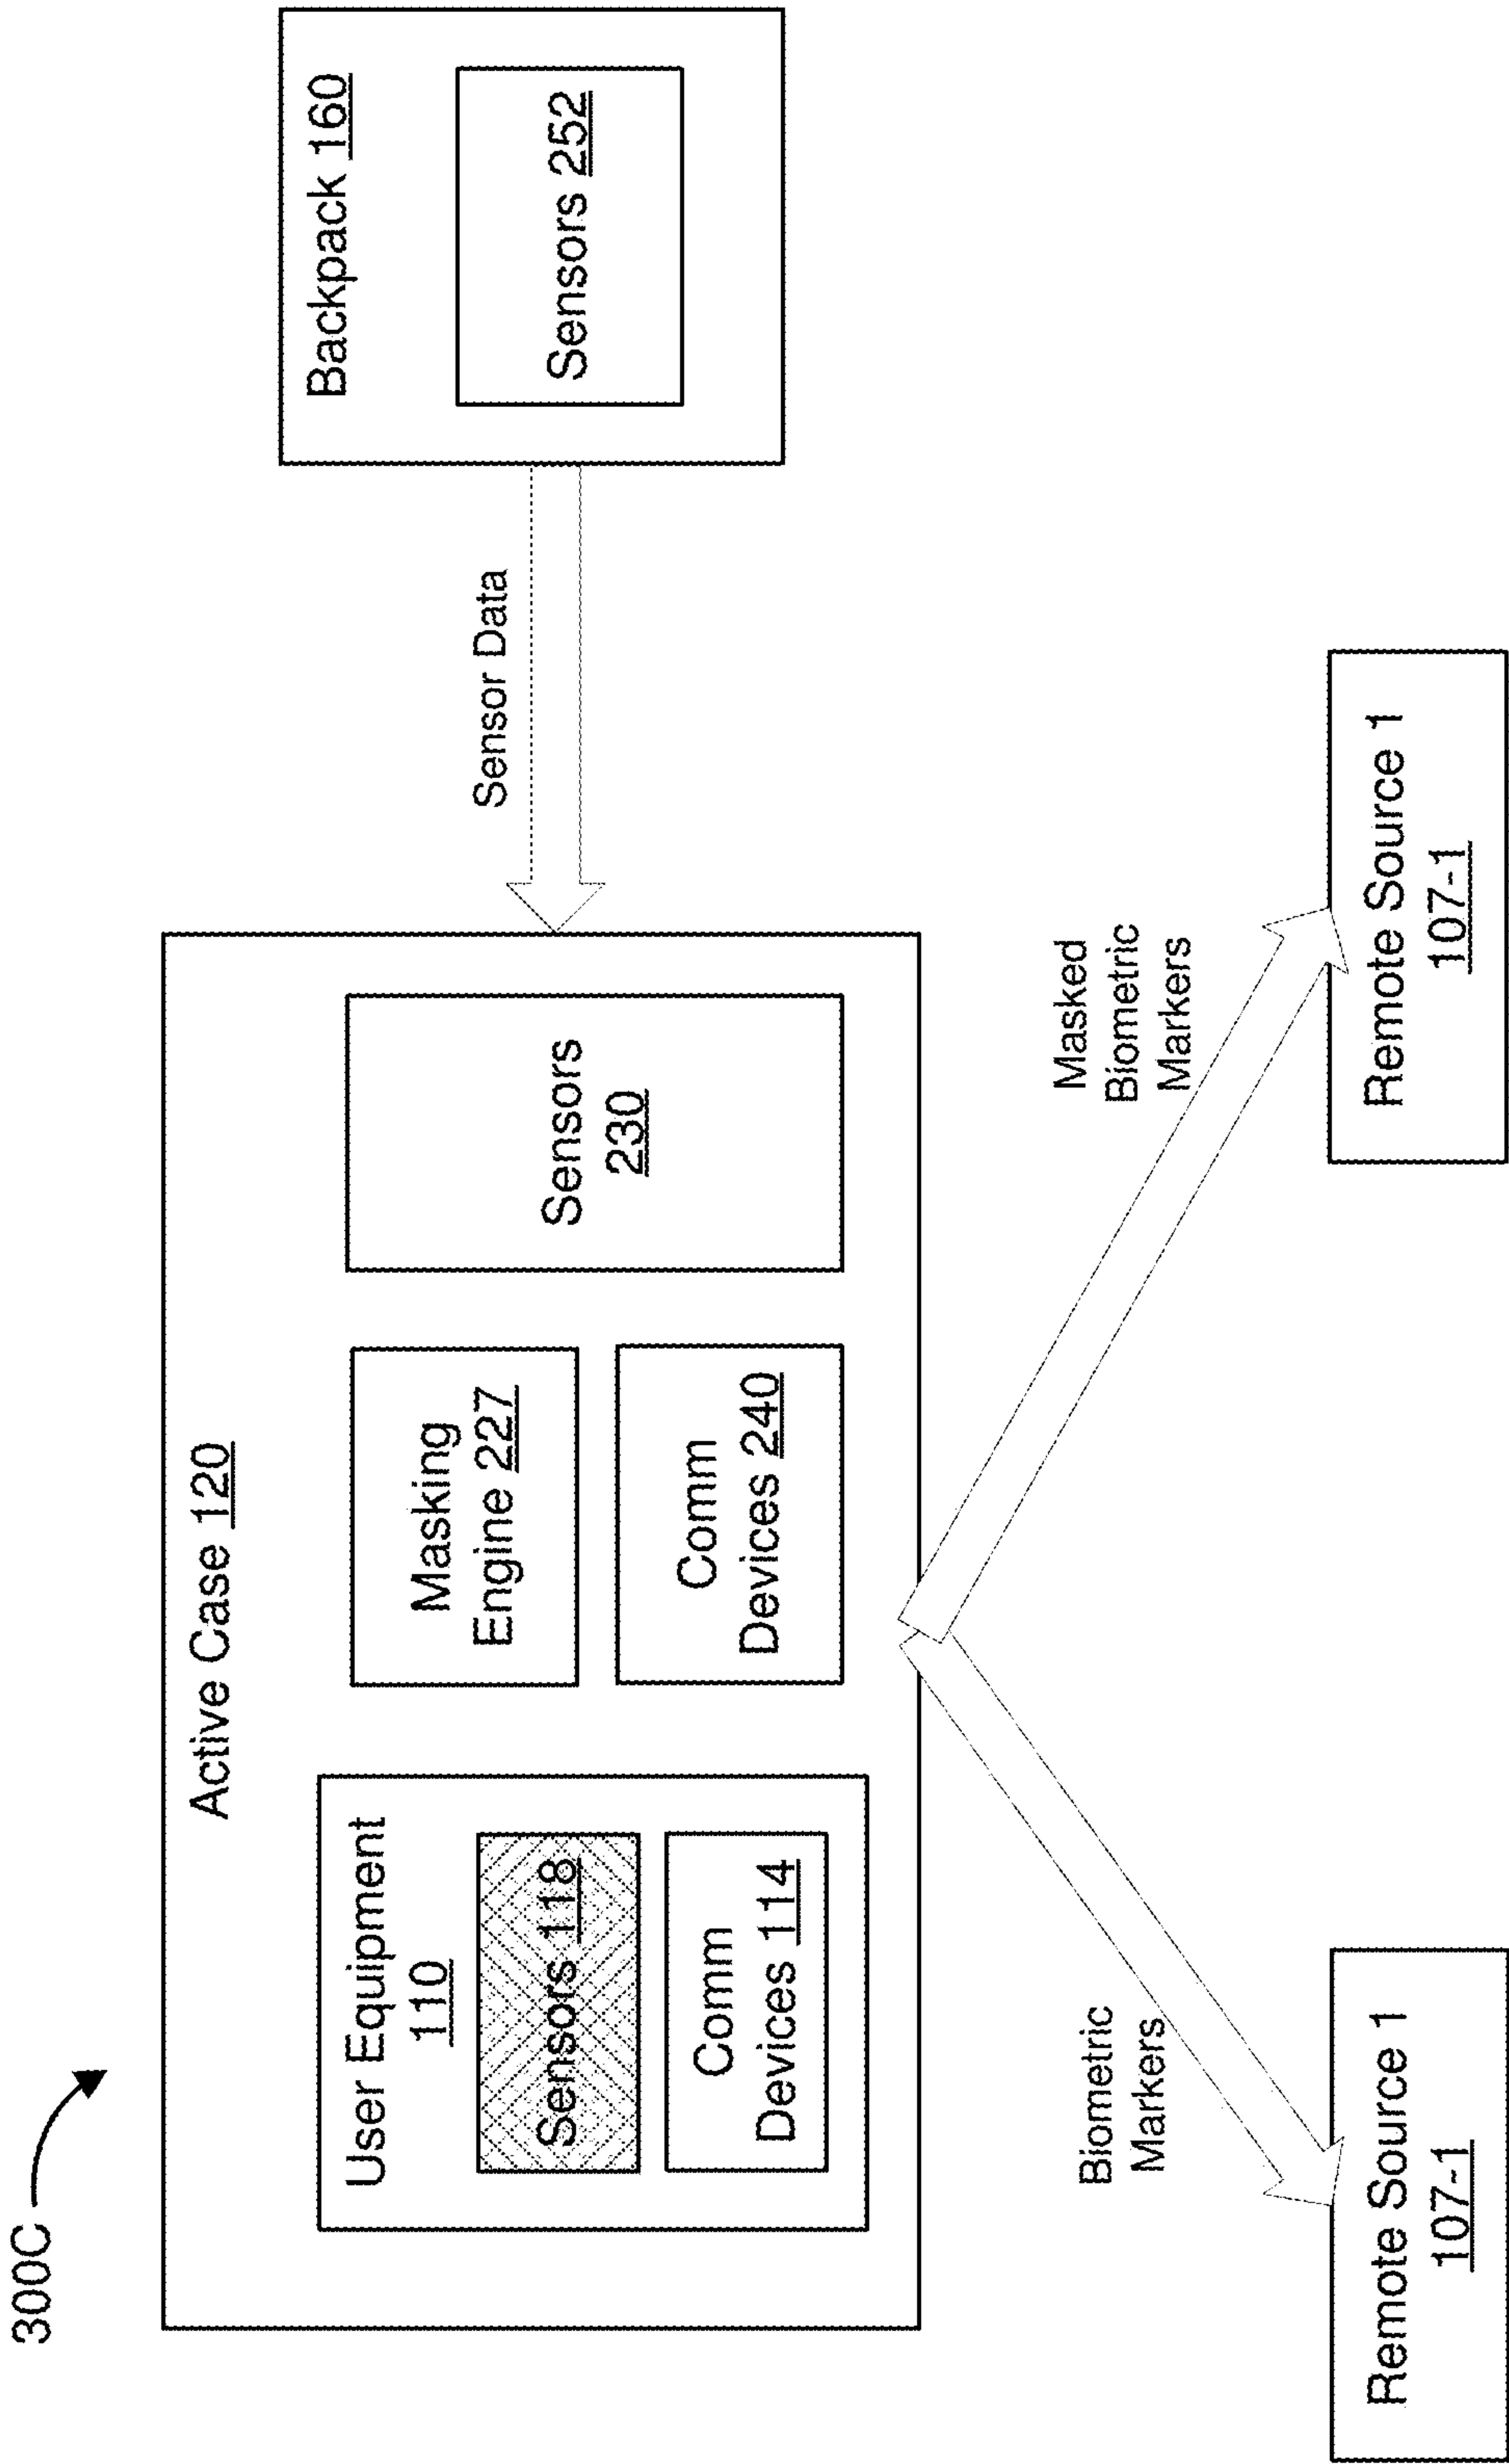 300C
Active Case 120
User Equipment
110
Sensors 118
Comm
Devices 114
Masking
Engine 227
Comm
Devices 240
Sensors
230
Sensor Data
Backpack 160
Sensors 252
Biometric
Markers
Masked
Biometric
Markers
Remote Source 1
107-1
Remote Source 1
107-1